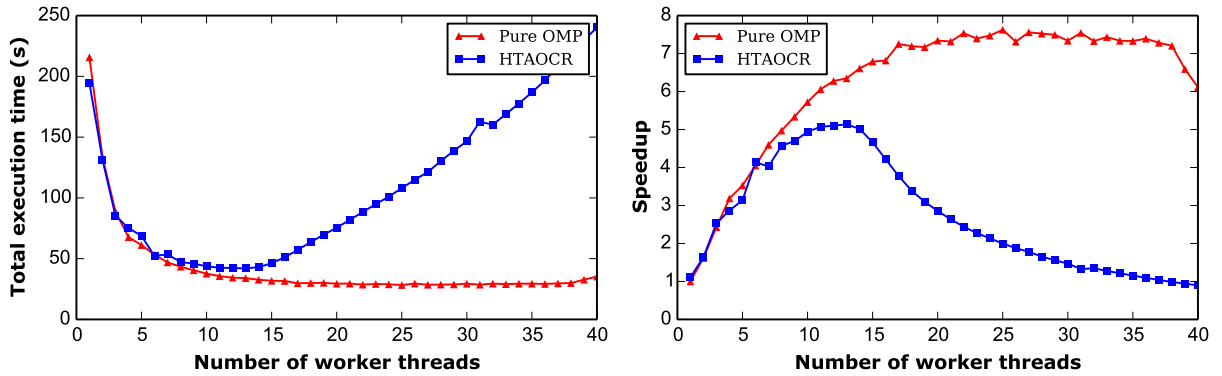 250
200
150
100
50
0
Total execution time (s)
Pure OMP
HTAOCR
0 5 10 15 20 25 30 35 40
Number of worker threads
8
7
6
5
4
3
2
1
0
Speedup
Pure OMP
HTAOCR
0 5 10 15 20 25 30 35 40
Number of worker threads